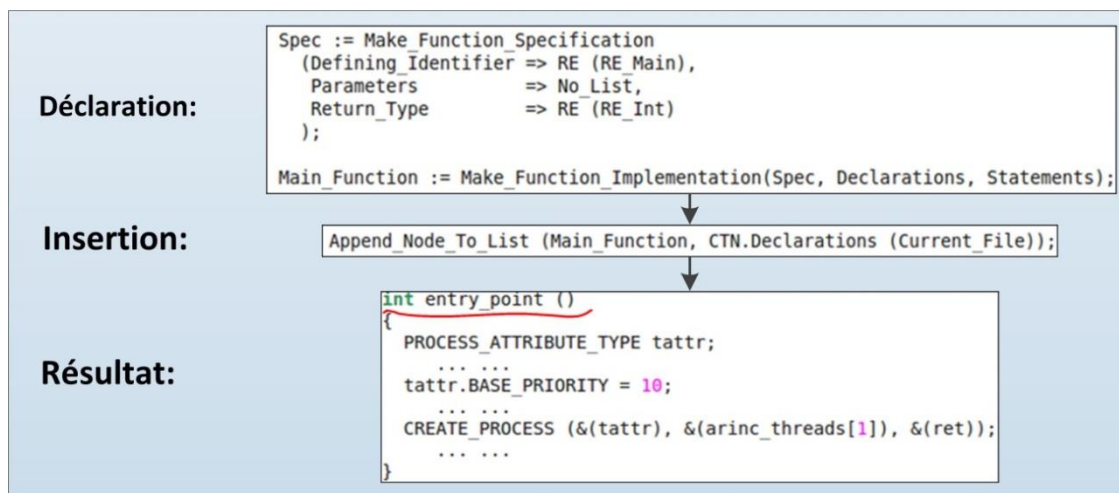 Déclaration:
Spec := Make_Function_Specification
(Defining_Identifier => RE (RE_Main),
Parameters => No_List,
Return_Type => RE (RE_Int)
);
Main_Function := Make_Function_Implementation(Spec, Declarations, Statements);
Insertion:
Append_Node_To_List (Main_Function, CTN.Declarations (Current_File));
Résultat:
int entry_point ()
{
PROCESS_ATTRIBUTE_TYPE tattr;
... ...
tattr.BASE_PRIORITY = 10;
... ...
CREATE_PROCESS (&(tattr), &(arinc_threads[1]), &(ret));
... ...
}